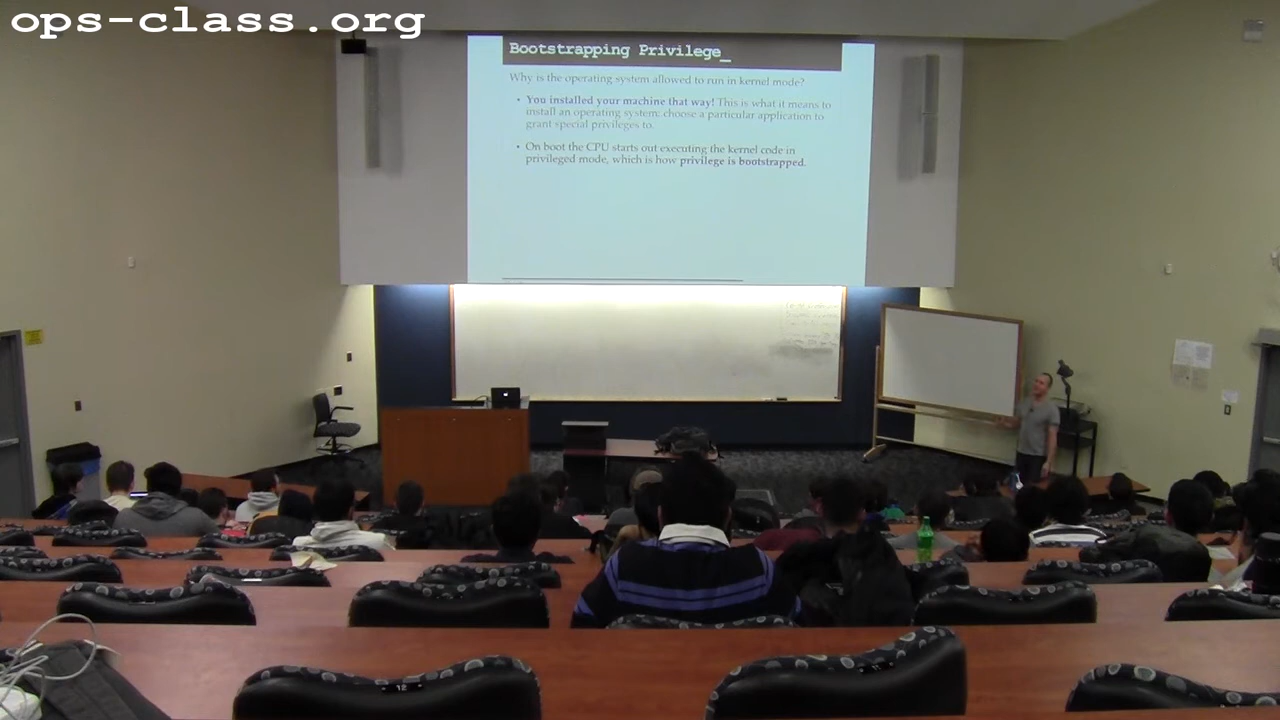 ops-class.org
Bootstrapping Privilege_
Why is the operating system allowed to run in kernel mode?
• You installed your machine that way! This is what it means to
install an operating system: choose a particular application to
grant special privileges to.
• On boot the CPU starts out executing the kernel code in
privileged mode, which is how privilege is bootstrapped.
12
11